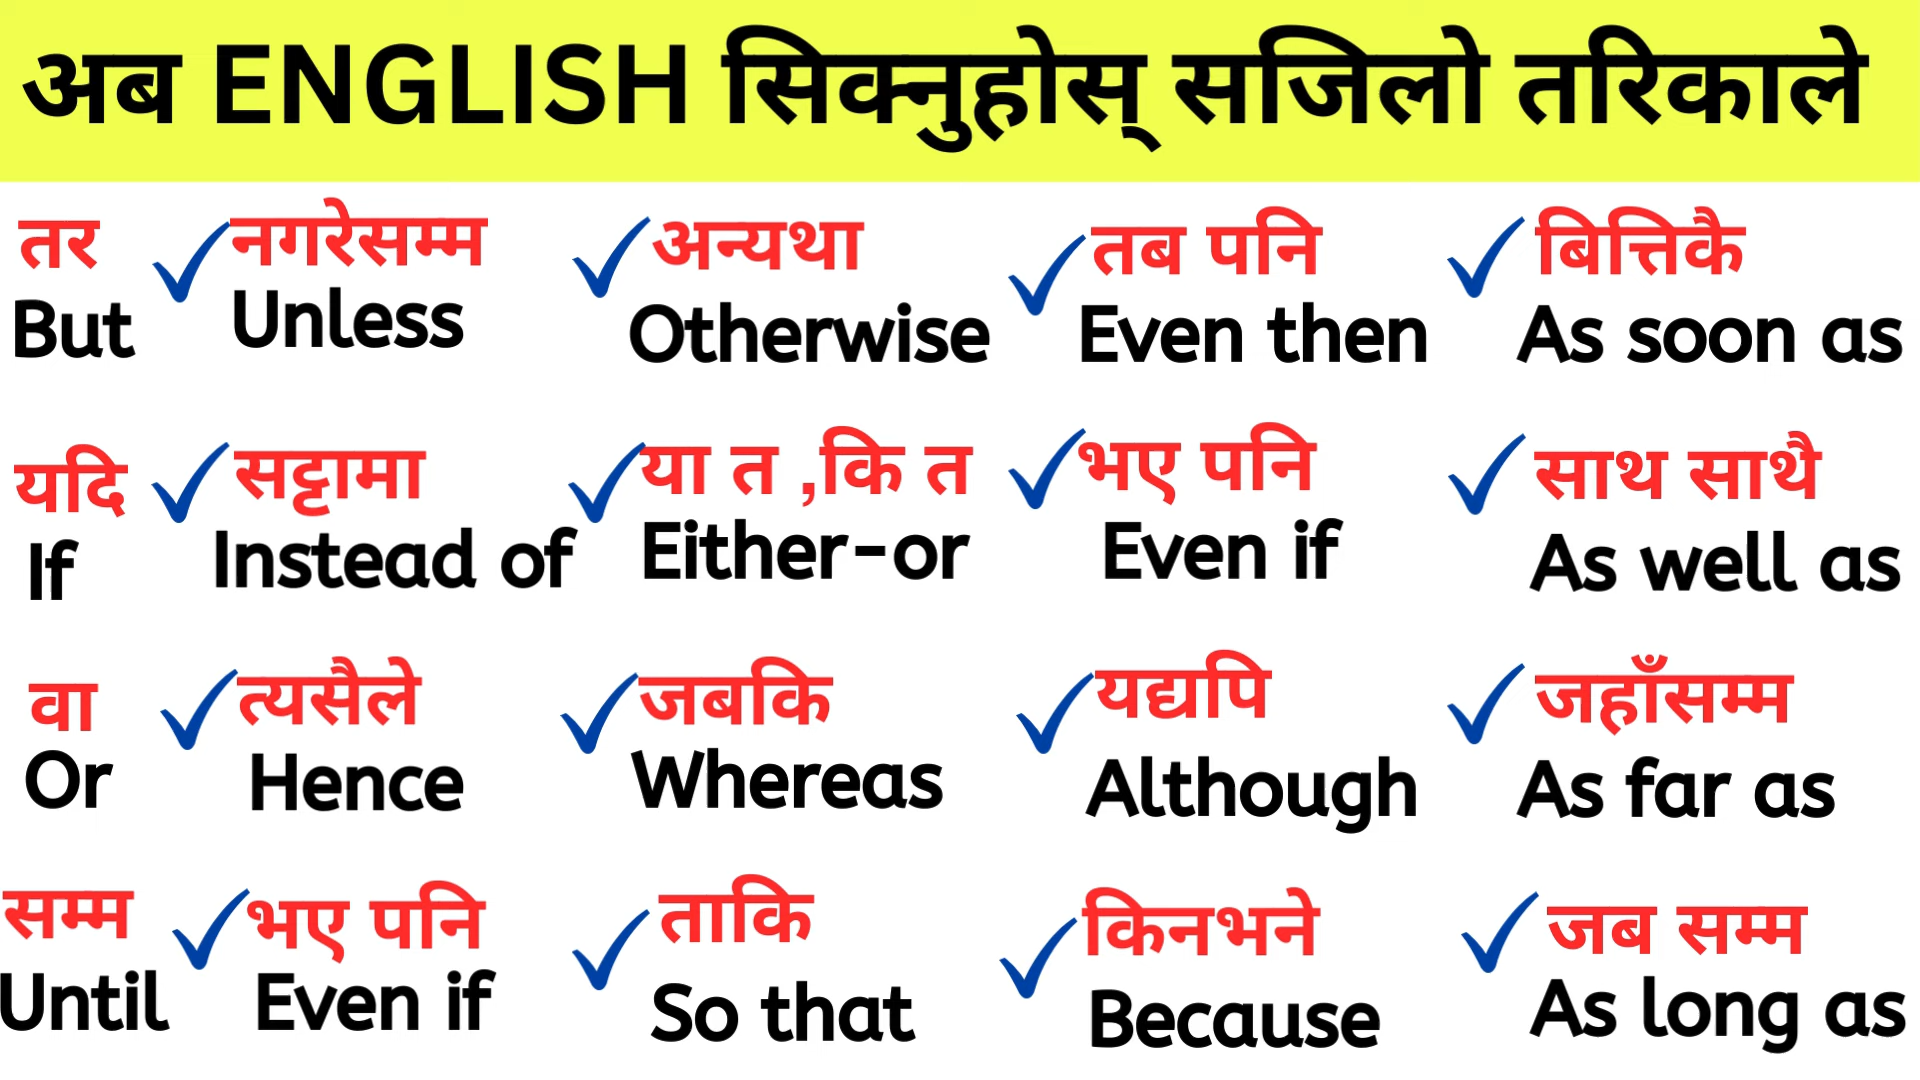 अब ENGLISH सिक्नुहोस् सजिलो तरिकाले
तर नगरेसम्म अन्यथा तब पनि बित्तिकै
But Unless Otherwise Even then As soon as
यदि सट्टामा या त ,कि त भए पनि साथ साथै
If Instead of Either-or Even if As well as
वा त्यसैले जबकि यद्यपि जहाँसम्म
Or Hence Whereas Although As far as
सम्म भए पनि ताकि किनभने जब सम्म
Until Even if So that Because As long as